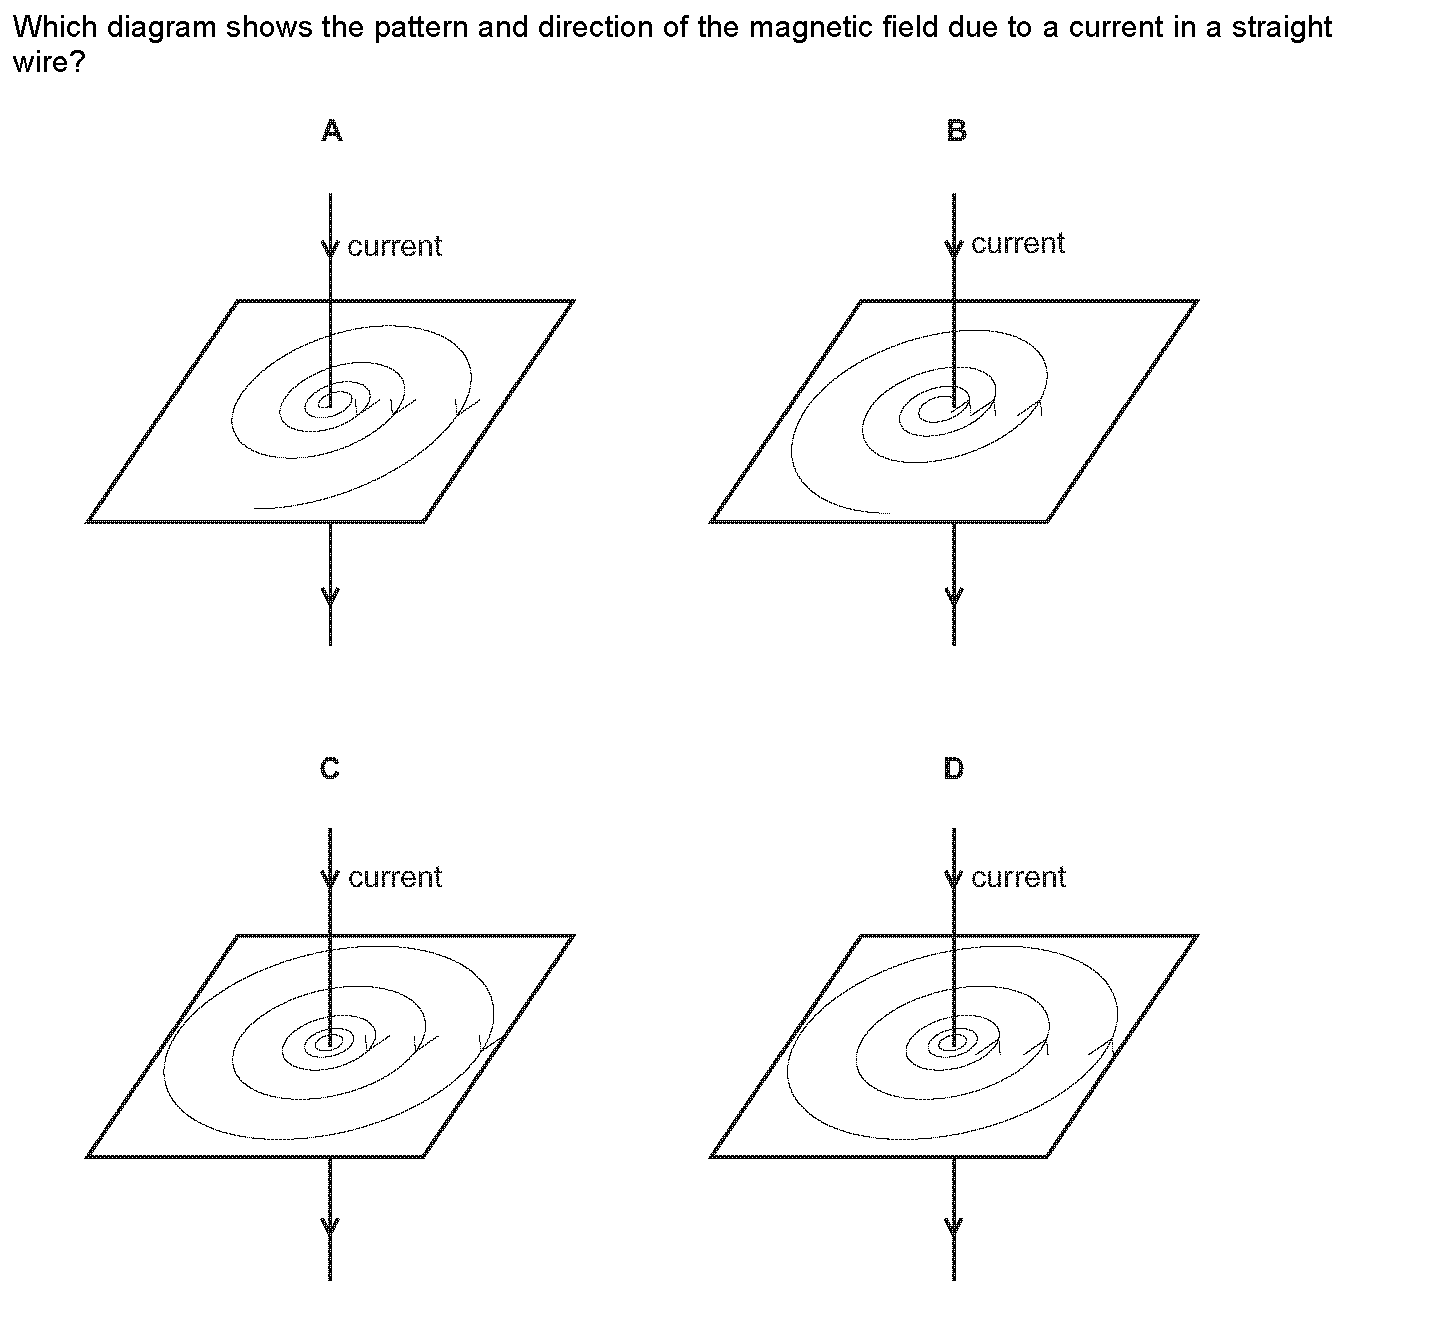 Which diagram shows the pattern and direction of the magnetic field due to a current in a straight
wire?
A
B
current
current
C
D
current
current